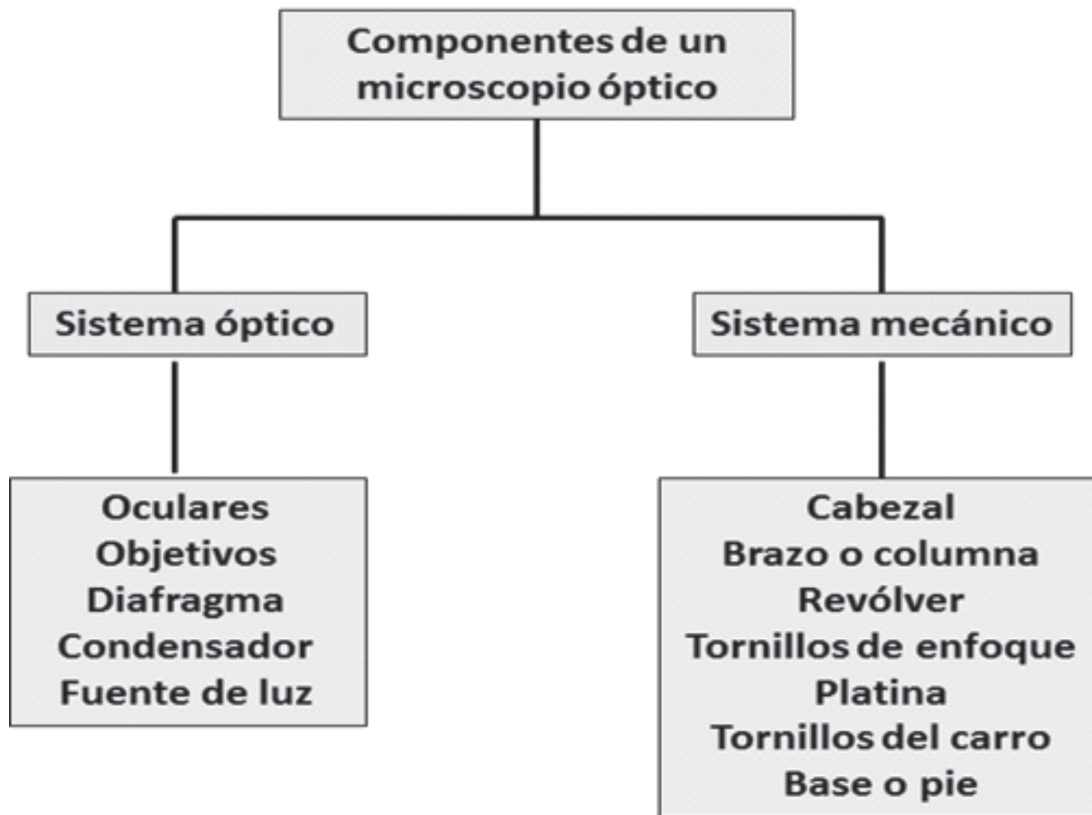 Componentes de un
microscopio óptico
Sistema óptico
Sistema mecánico
Oculares
Objetivos
Diafragma
Condensador
Fuente de luz
Cabezal
Brazo o columna
Revólver
Tornillos de enfoque
Platina
Tornillos del carro
Base o pie